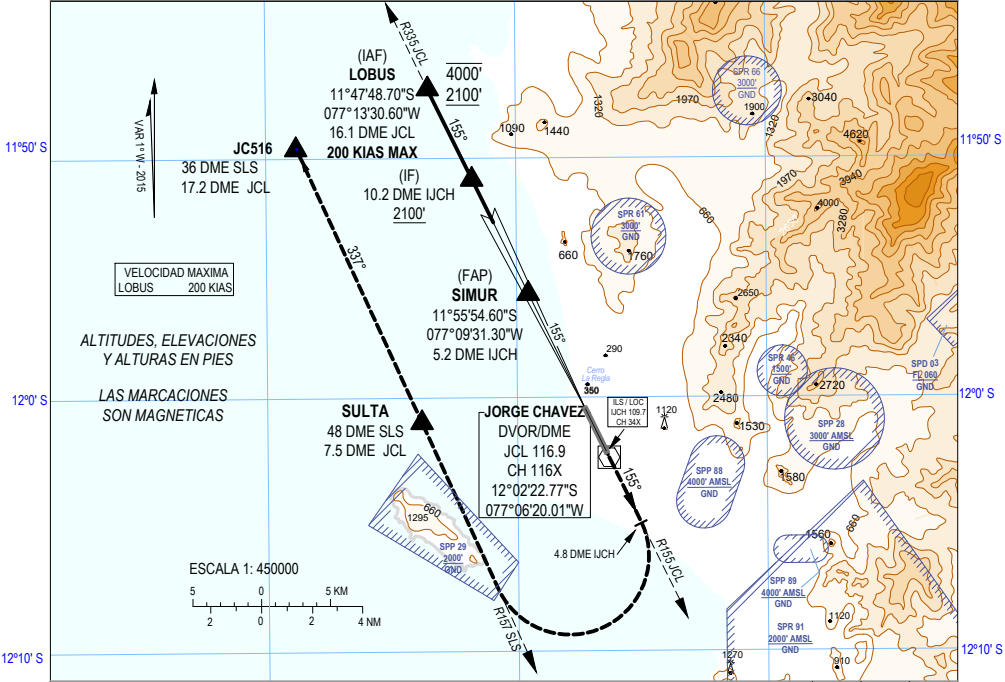 R335 JCL
(IAF)
LOBUS
11°47'48.70"S
077°13'30.60"W
16.1 DME JCL
200 KIAS MAX
4000'
2100'
155°
(IF)
10.2 DME IJCH
2100'
VAR 1° W - 2015
11°50' S
JC516
36 DME SLS
17.2 DME JCL
337°
VELOCIDAD MAXIMA
LOBUS 200 KIAS
ALTITUDES, ELEVACIONES
Y ALTURAS EN PIES
LAS MARCACIONES
SON MAGNETICAS
(FAP)
SIMUR
11°55'54.60"S
077°09'31.30"W
5.2 DME IJCH
155°
12°0' S
SULTA
48 DME SLS
7.5 DME JCL
JORGE CHAVEZ
DVOR/DME
JCL 116.9
CH 116X
12°02'22.77"S
077°06'20.01"W
ILS / LOC
IJCH 109.7
CH 34X
155°
4.8 DME IJCH
R155 JCL
R157 SLS
660
1295
SPP 29
2000'
GND
ESCALA 1: 450000
5 0 5 KM
2 0 2 4 NM
12°10' S
1090
1440
1320
1970
SPR 66
3000'
GND
1900
1320
3040
4620
11°50' S
1970
3940
4000
3280
660
SPR 61
3000'
GND
1760
660
2650
2340
290
Cerro
La Regla
350
1120
2480
1530
SPR 46
1500'
GND
2720
SPD 03
FL 060
GND
12°0' S
SPP 28
3000' AMSL
GND
SPP 88
4000' AMSL
GND
1580
1560
660
SPP 89
4000' AMSL
GND
1120
SPR 91
2000' AMSL
GND
1270
910
12°10' S